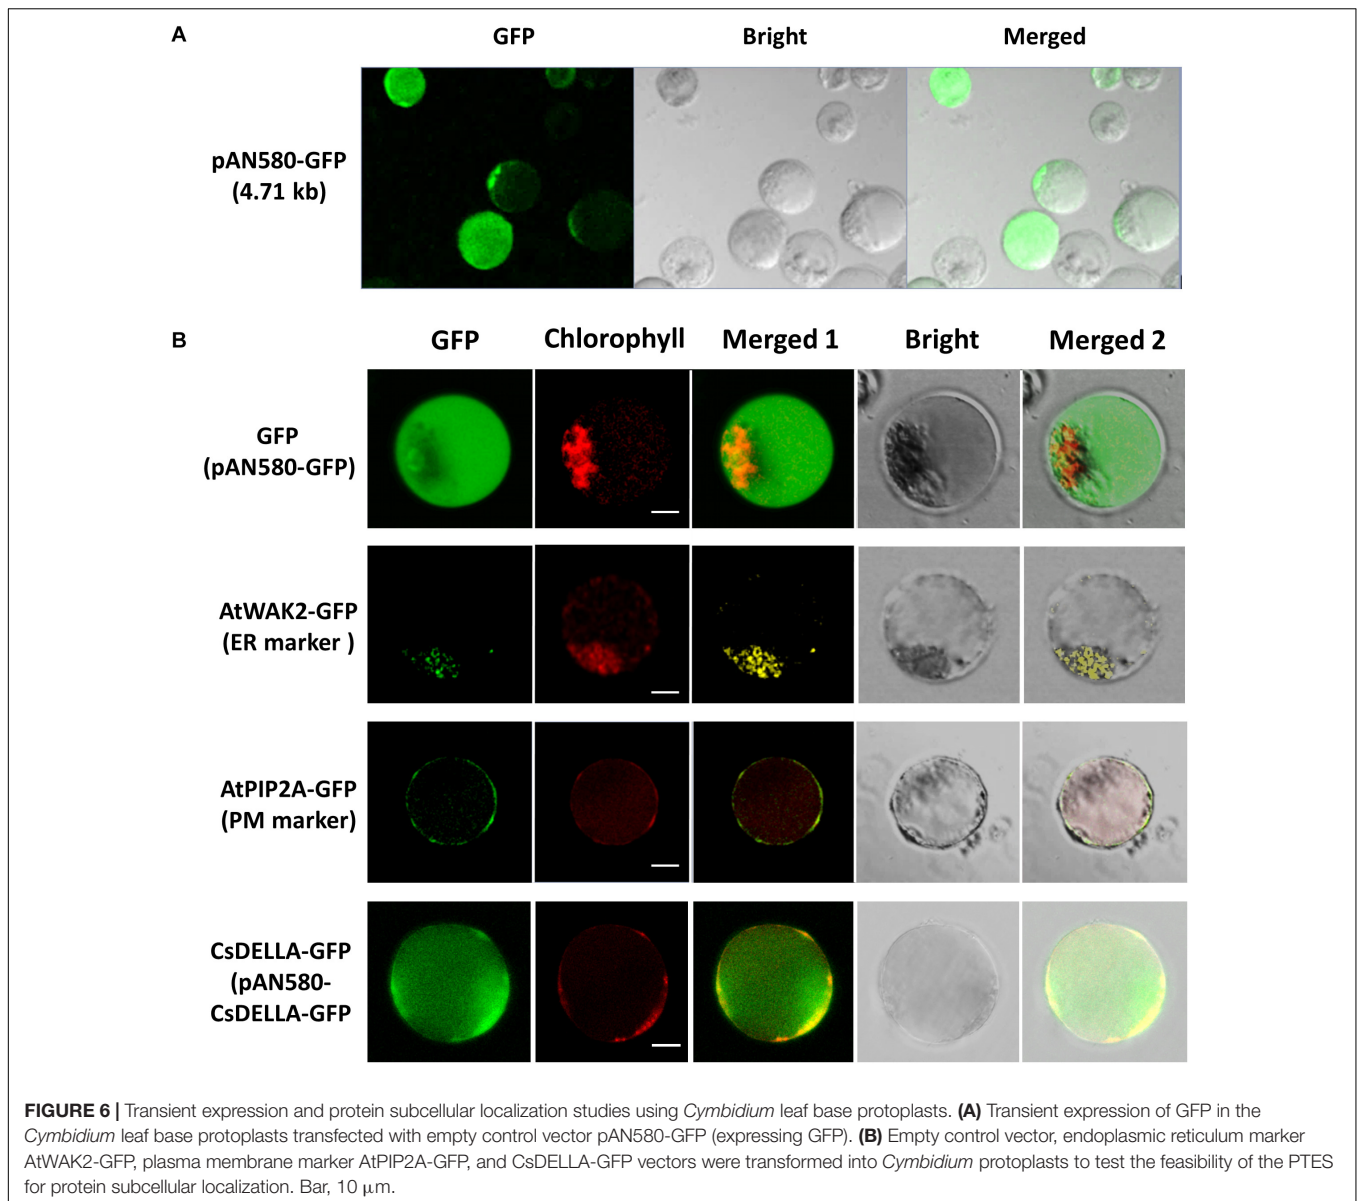 A
GFP Bright Merged
pAN580-GFP
(4.71 kb)
B
GFP Chlorophyll Merged 1 Bright Merged 2
GFP
(pAN580-GFP)
AtWAK2-GFP
(ER marker )
AtPIP2A-GFP
(PM marker)
CsDELLA-GFP
(pAN580-
CsDELLA-GFP
FIGURE 6 | Transient expression and protein subcellular localization studies using Cymbidium leaf base protoplasts. (A) Transient expression of GFP in the
Cymbidium leaf base protoplasts transfected with empty control vector pAN580-GFP (expressing GFP). (B) Empty control vector, endoplasmic reticulum marker
AtWAK2-GFP, plasma membrane marker AtPIP2A-GFP, and CsDELLA-GFP vectors were transformed into Cymbidium protoplasts to test the feasibility of the PTES
for protein subcellular localization. Bar, 10 μm.